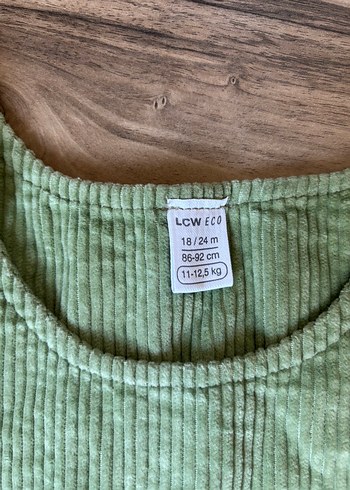 LCW ECO
18 / 24 m
86-92 cm
11-12,5 kg